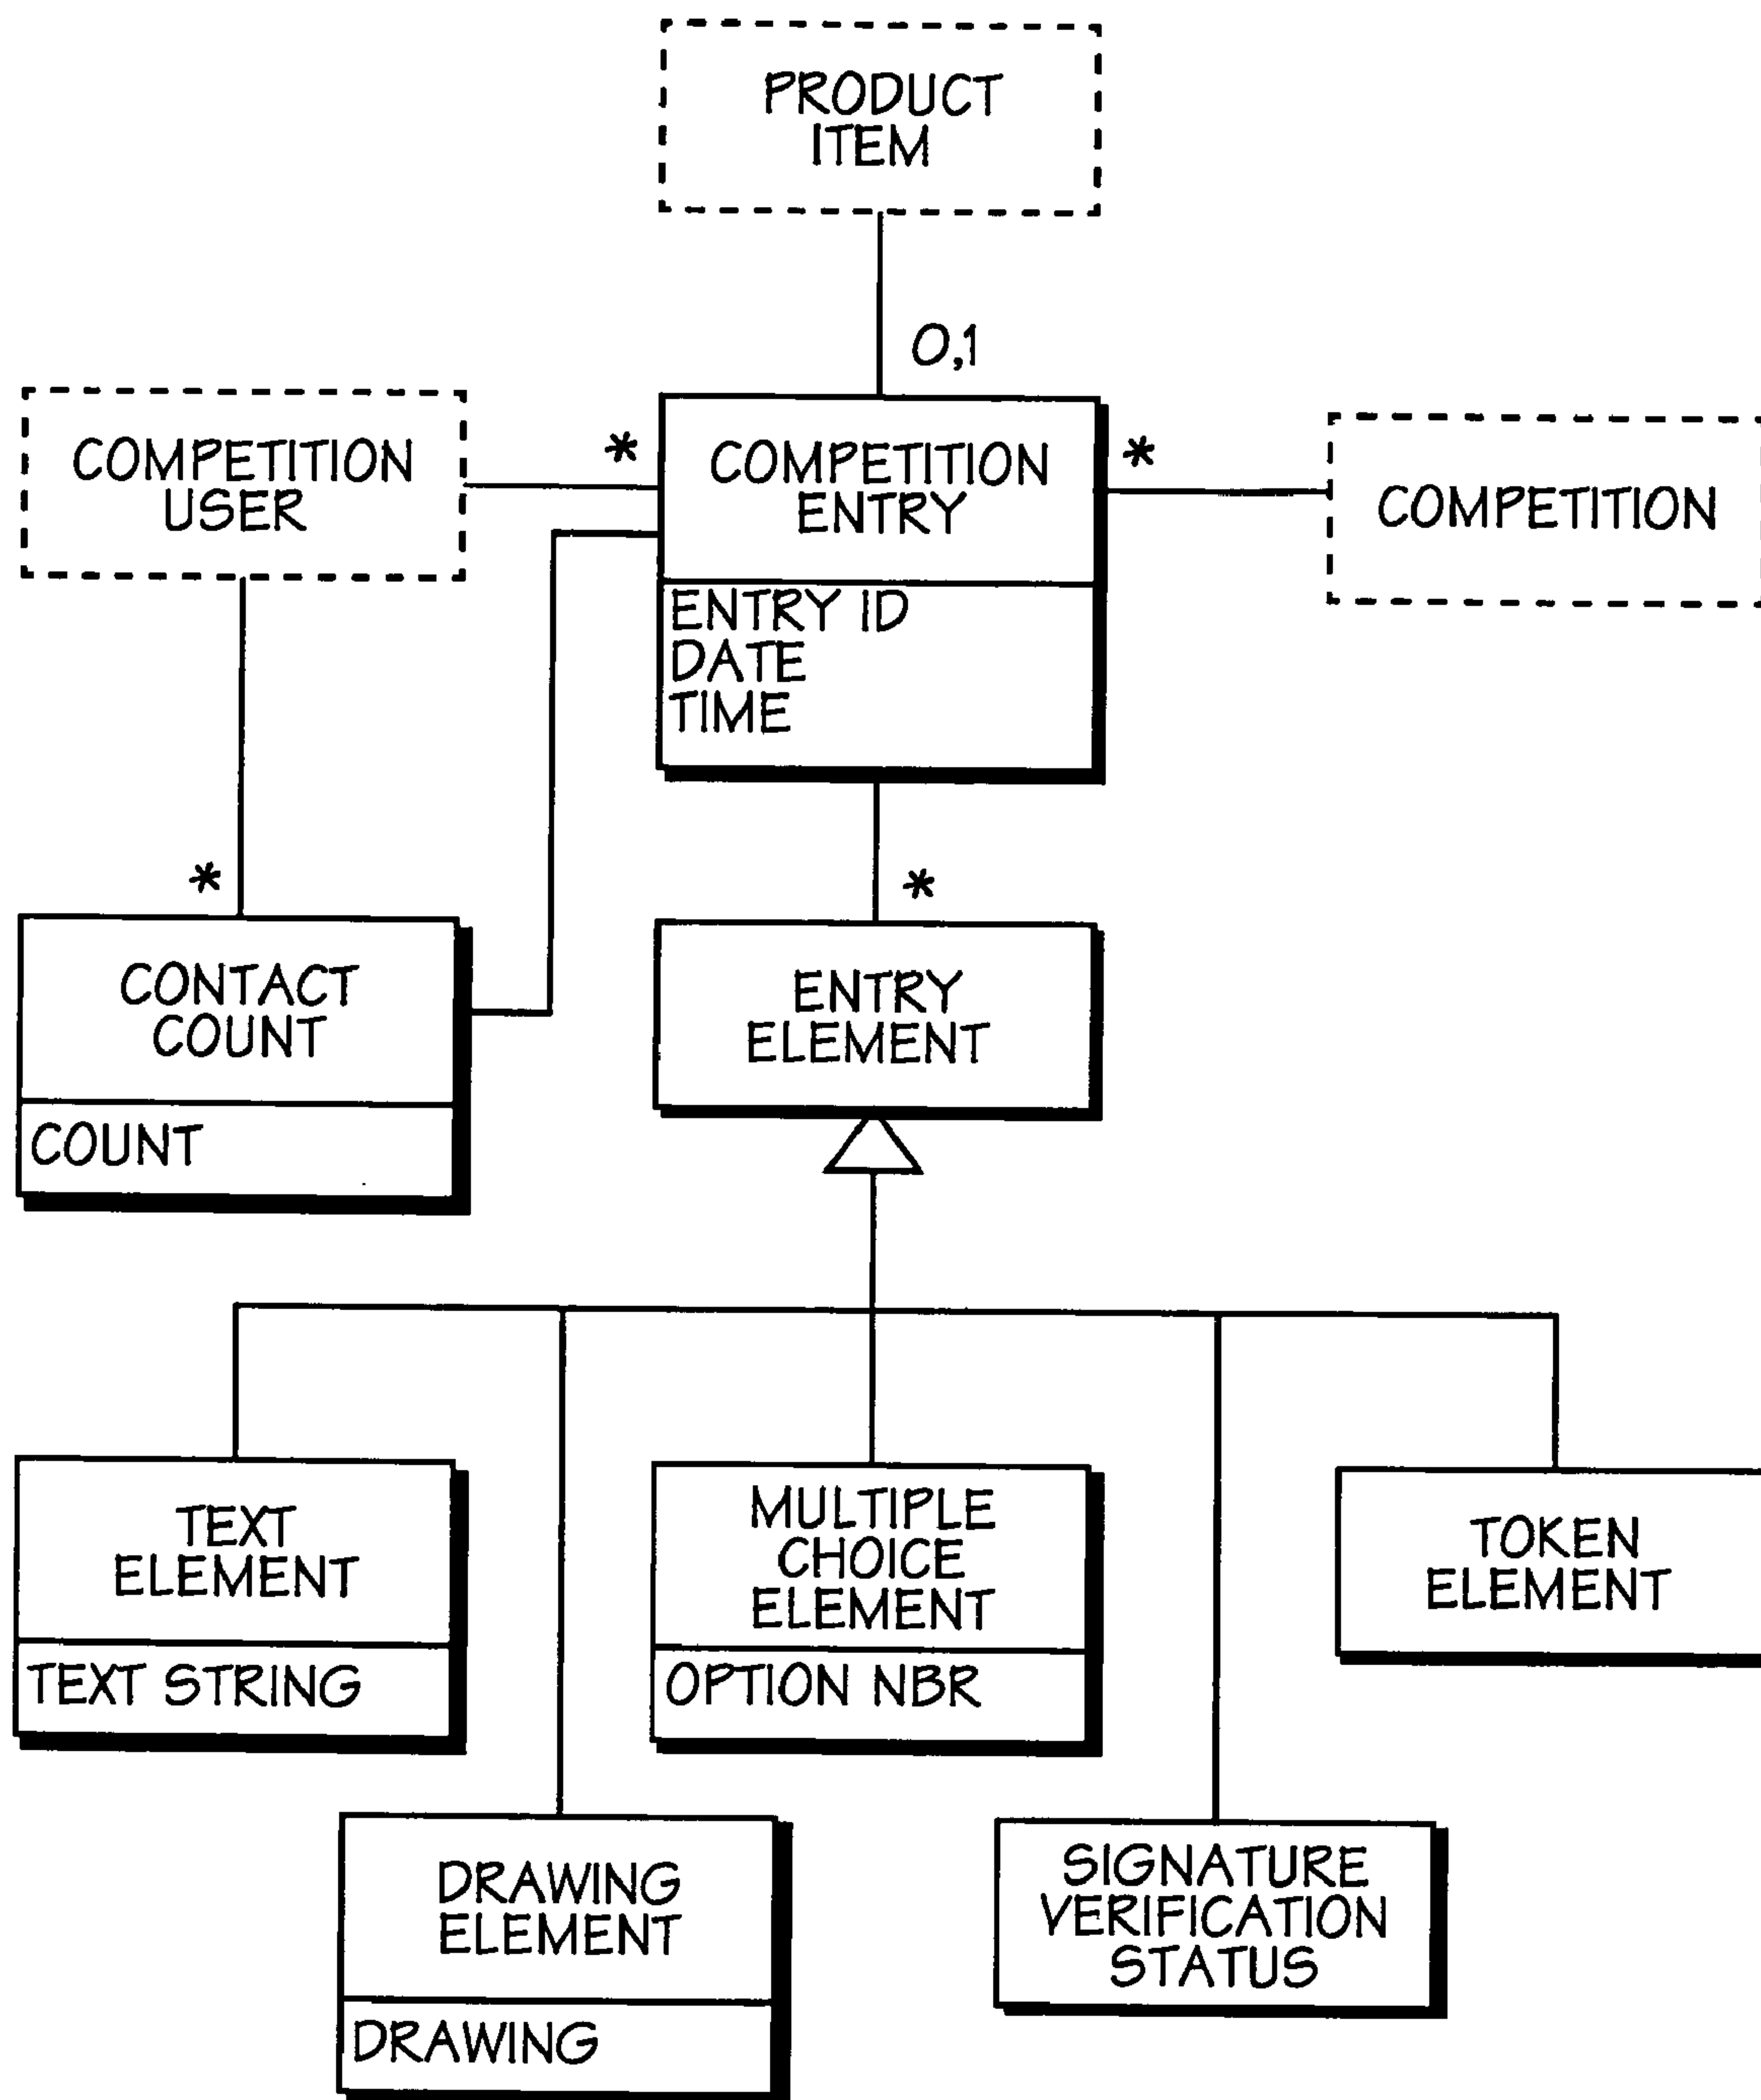 PRODUCT
ITEM
0,1
COMPETITION
USER
*
COMPETITION
ENTRY
*
COMPETITION
ENTRY ID
DATE
TIME
*
*
CONTACT
COUNT
COUNT
ENTRY
ELEMENT
TEXT
ELEMENT
TEXT STRING
MULTIPLE
CHOICE
ELEMENT
OPTION NBR
TOKEN
ELEMENT
DRAWING
ELEMENT
DRAWING
SIGNATURE
VERIFICATION
STATUS